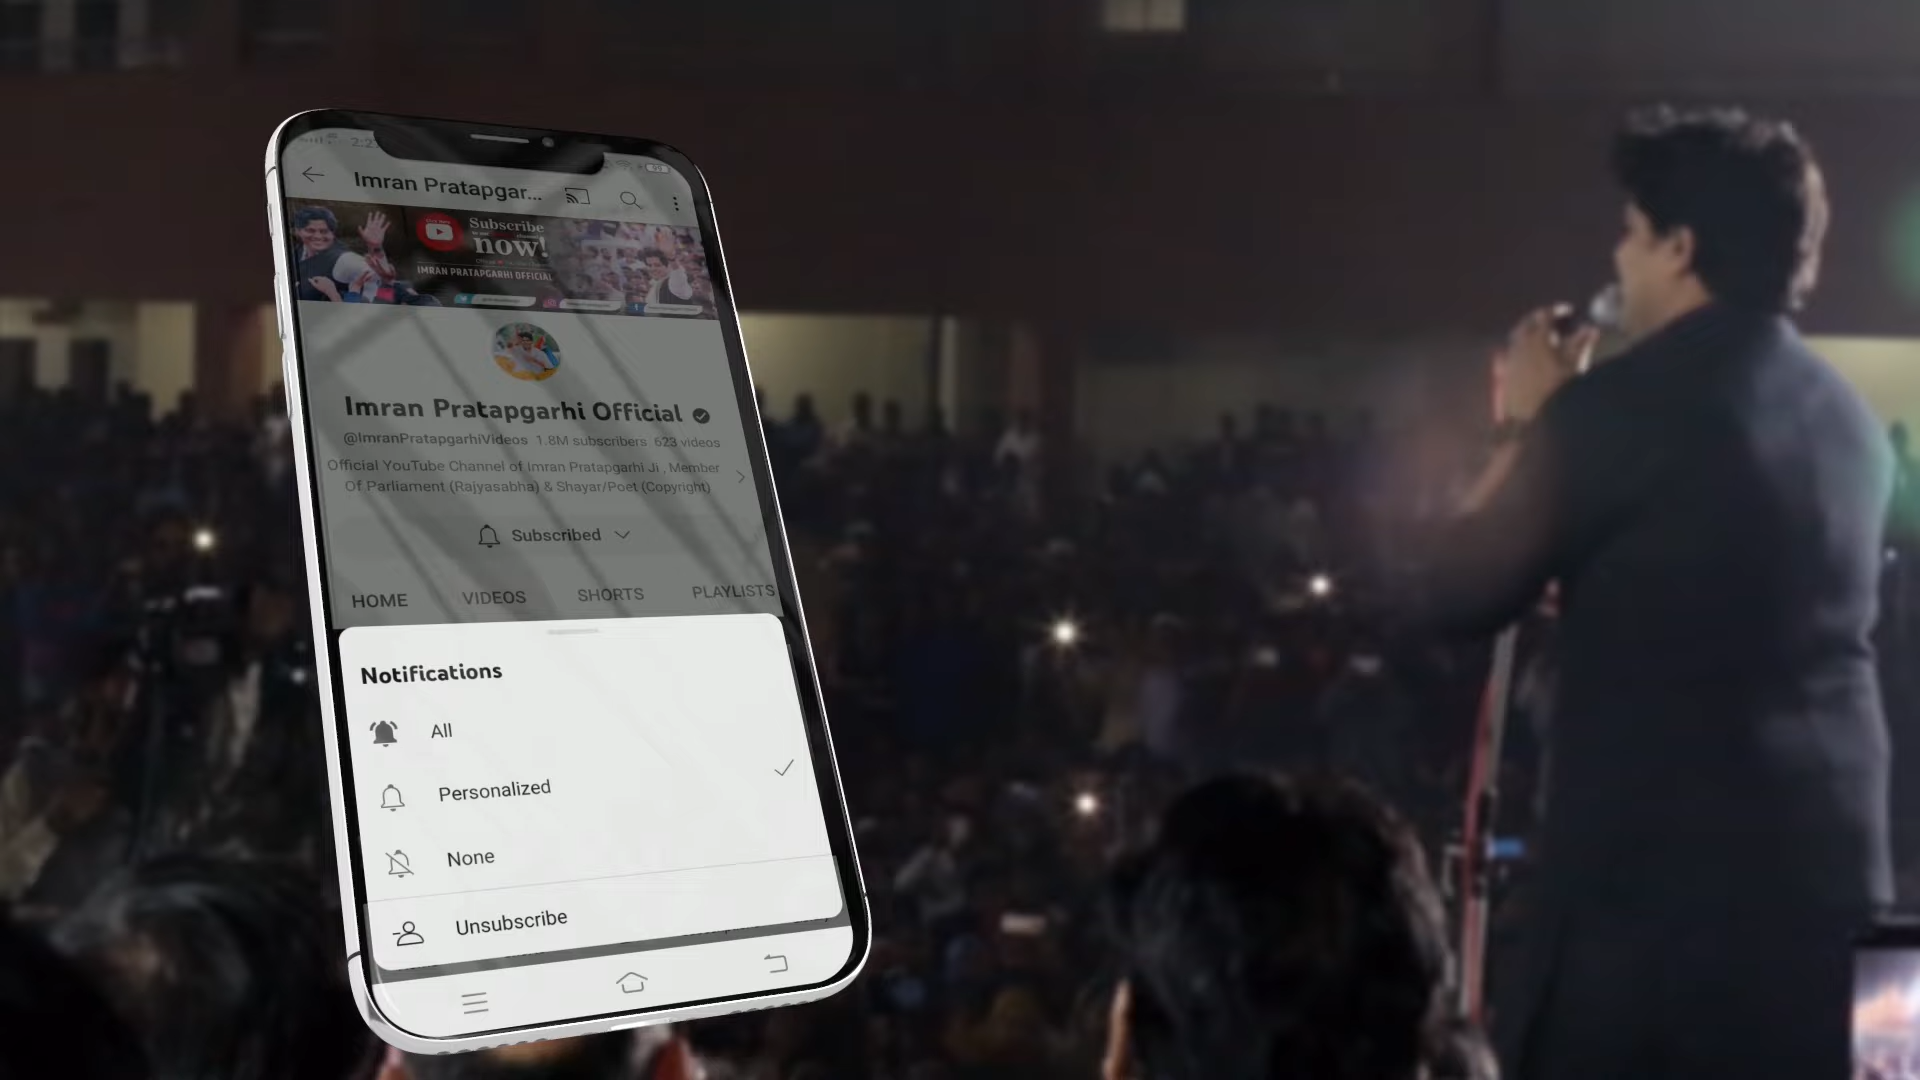 Imran Pratapgar...
Subscribe
now!
IMRAN PRATAPGARHI OFFICIAL
Imran Pratapgarhi Official
@ImranPratapgarhiVideos 1.8M subscribers 623 videos
Official YouTube Channel of Imran Pratapgarhi Ji , Member
Of Parliament (Rajyasabha) & Shayar/Poet (Copyright)
Subscribed
HOME VIDEOS SHORTS PLAYLISTS
Notifications
All
Personalized
None
Unsubscribe